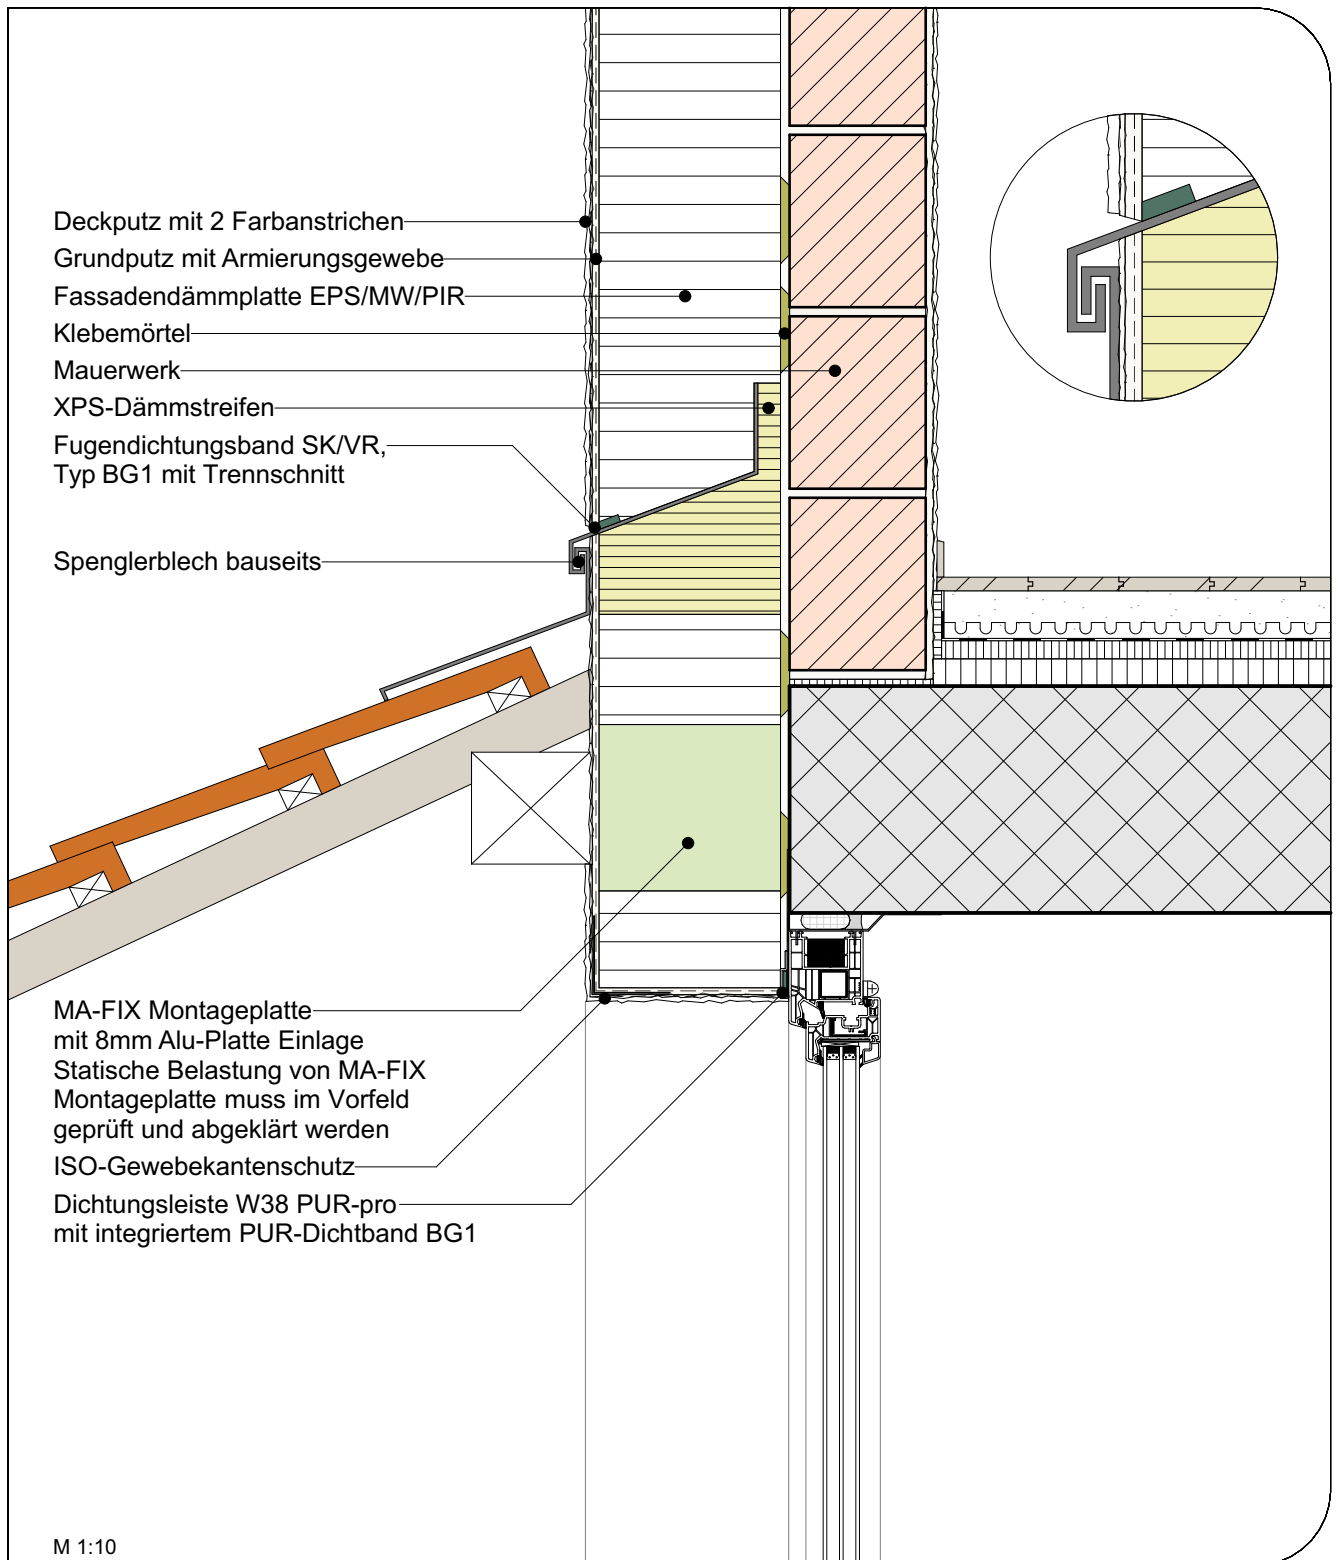 Deckputz mit 2 Farbanstrichen
Grundputz mit Armierungsgewebe
Fassadendämmplatte EPS/MW/PIR
Klebemörtel
Mauerwerk
XPS-Dämmstreifen
Fugendichtungsband SK/VR,
Typ BG1 mit Trennschnitt
Spenglerblech bauseits
MA-FIX Montageplatte
mit 8mm Alu-Platte Einlage
Statische Belastung von MA-FIX
Montageplatte muss im Vorfeld
geprüft und abgeklärt werden
ISO-Gewebekantenschutz
Dichtungsleiste W38 PUR-pro
mit integriertem PUR-Dichtband BG1
M 1:10